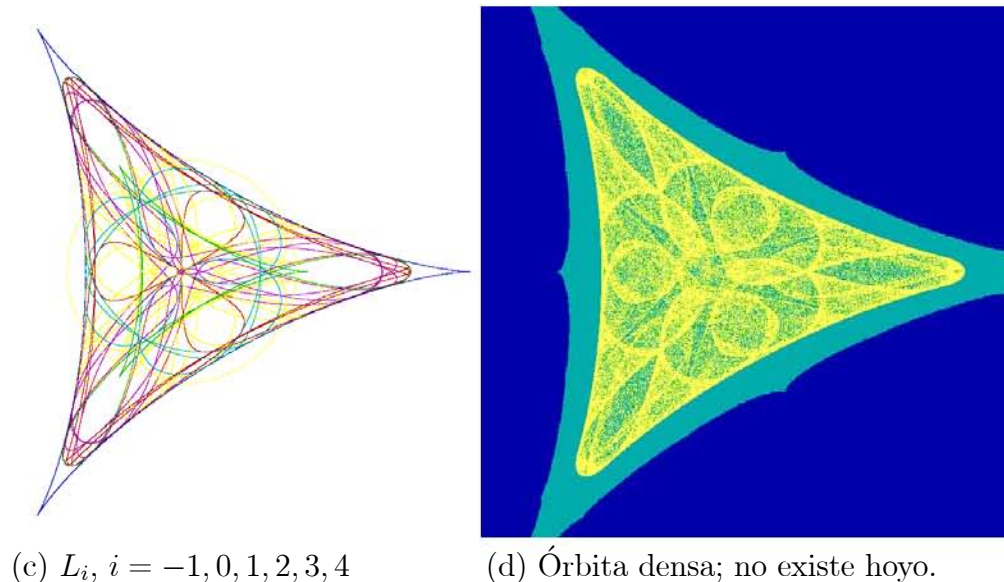 (c) L_i, i = −1, 0, 1, 2, 3, 4
(d) Órbita densa; no existe hoyo.